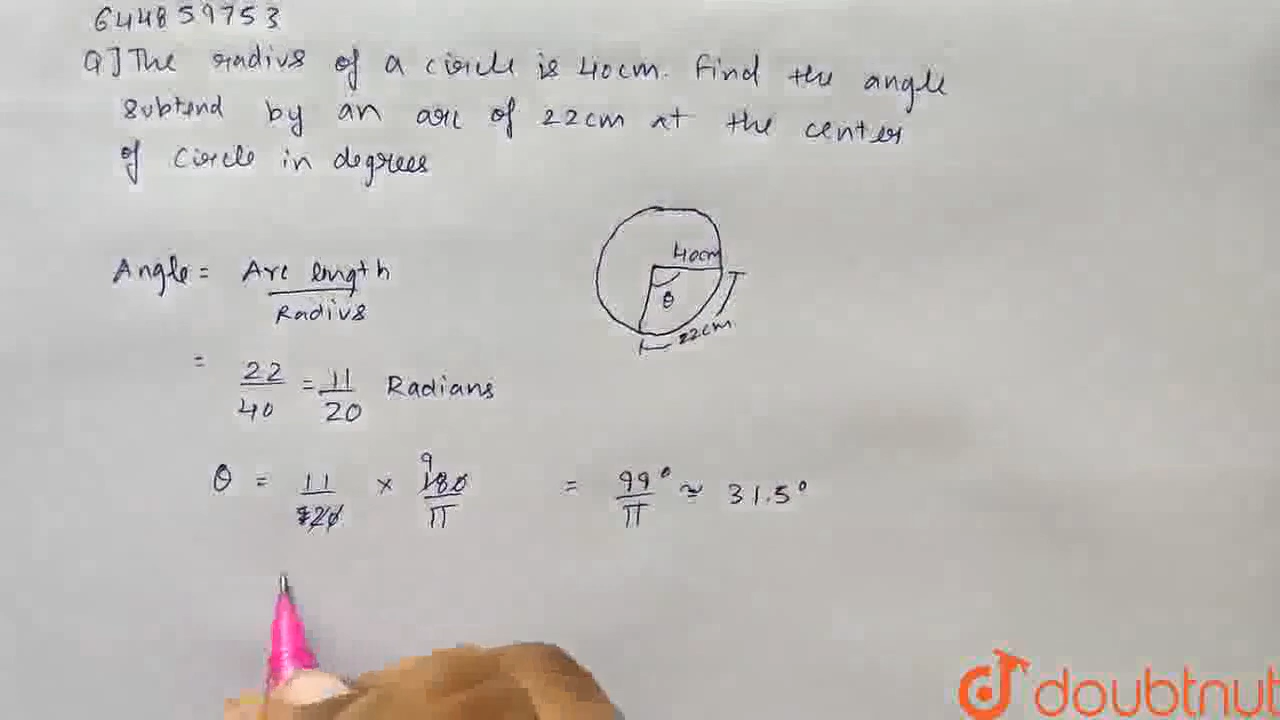 644859753
Q] The radius of a circle is 40cm. Find the angle
subtend by an arc of 22cm at the center
of circle in degrees
40cm
Angle = Arc length
Radius
θ
22cm
= 22/40 = 11/20 Radians
θ = 11/20 × 9 180/π = 99°/π ≈ 31.5°
doubtnut